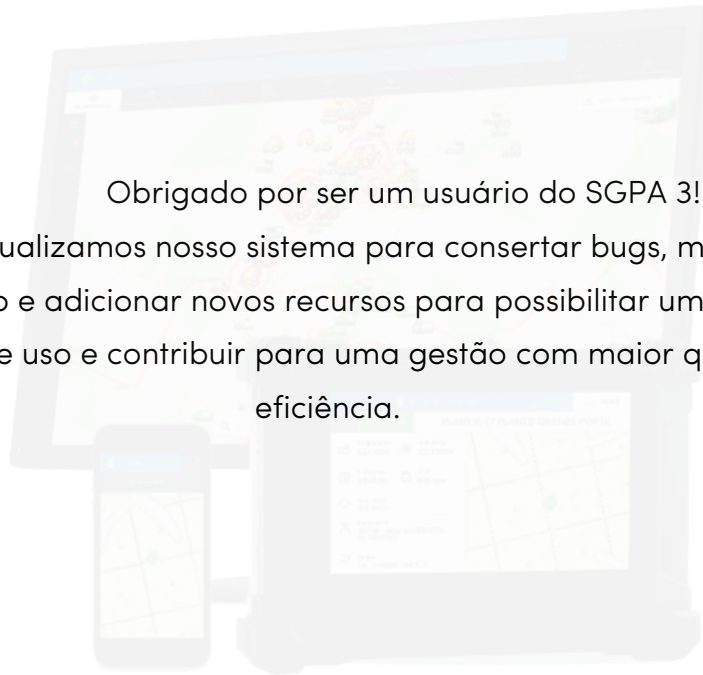 Obrigado por ser um usuário do SGPA 3!
ualizamos nosso sistema para consertar bugs, m
o e adicionar novos recursos para possibilitar um
e uso e contribuir para uma gestão com maior q
eficiência.